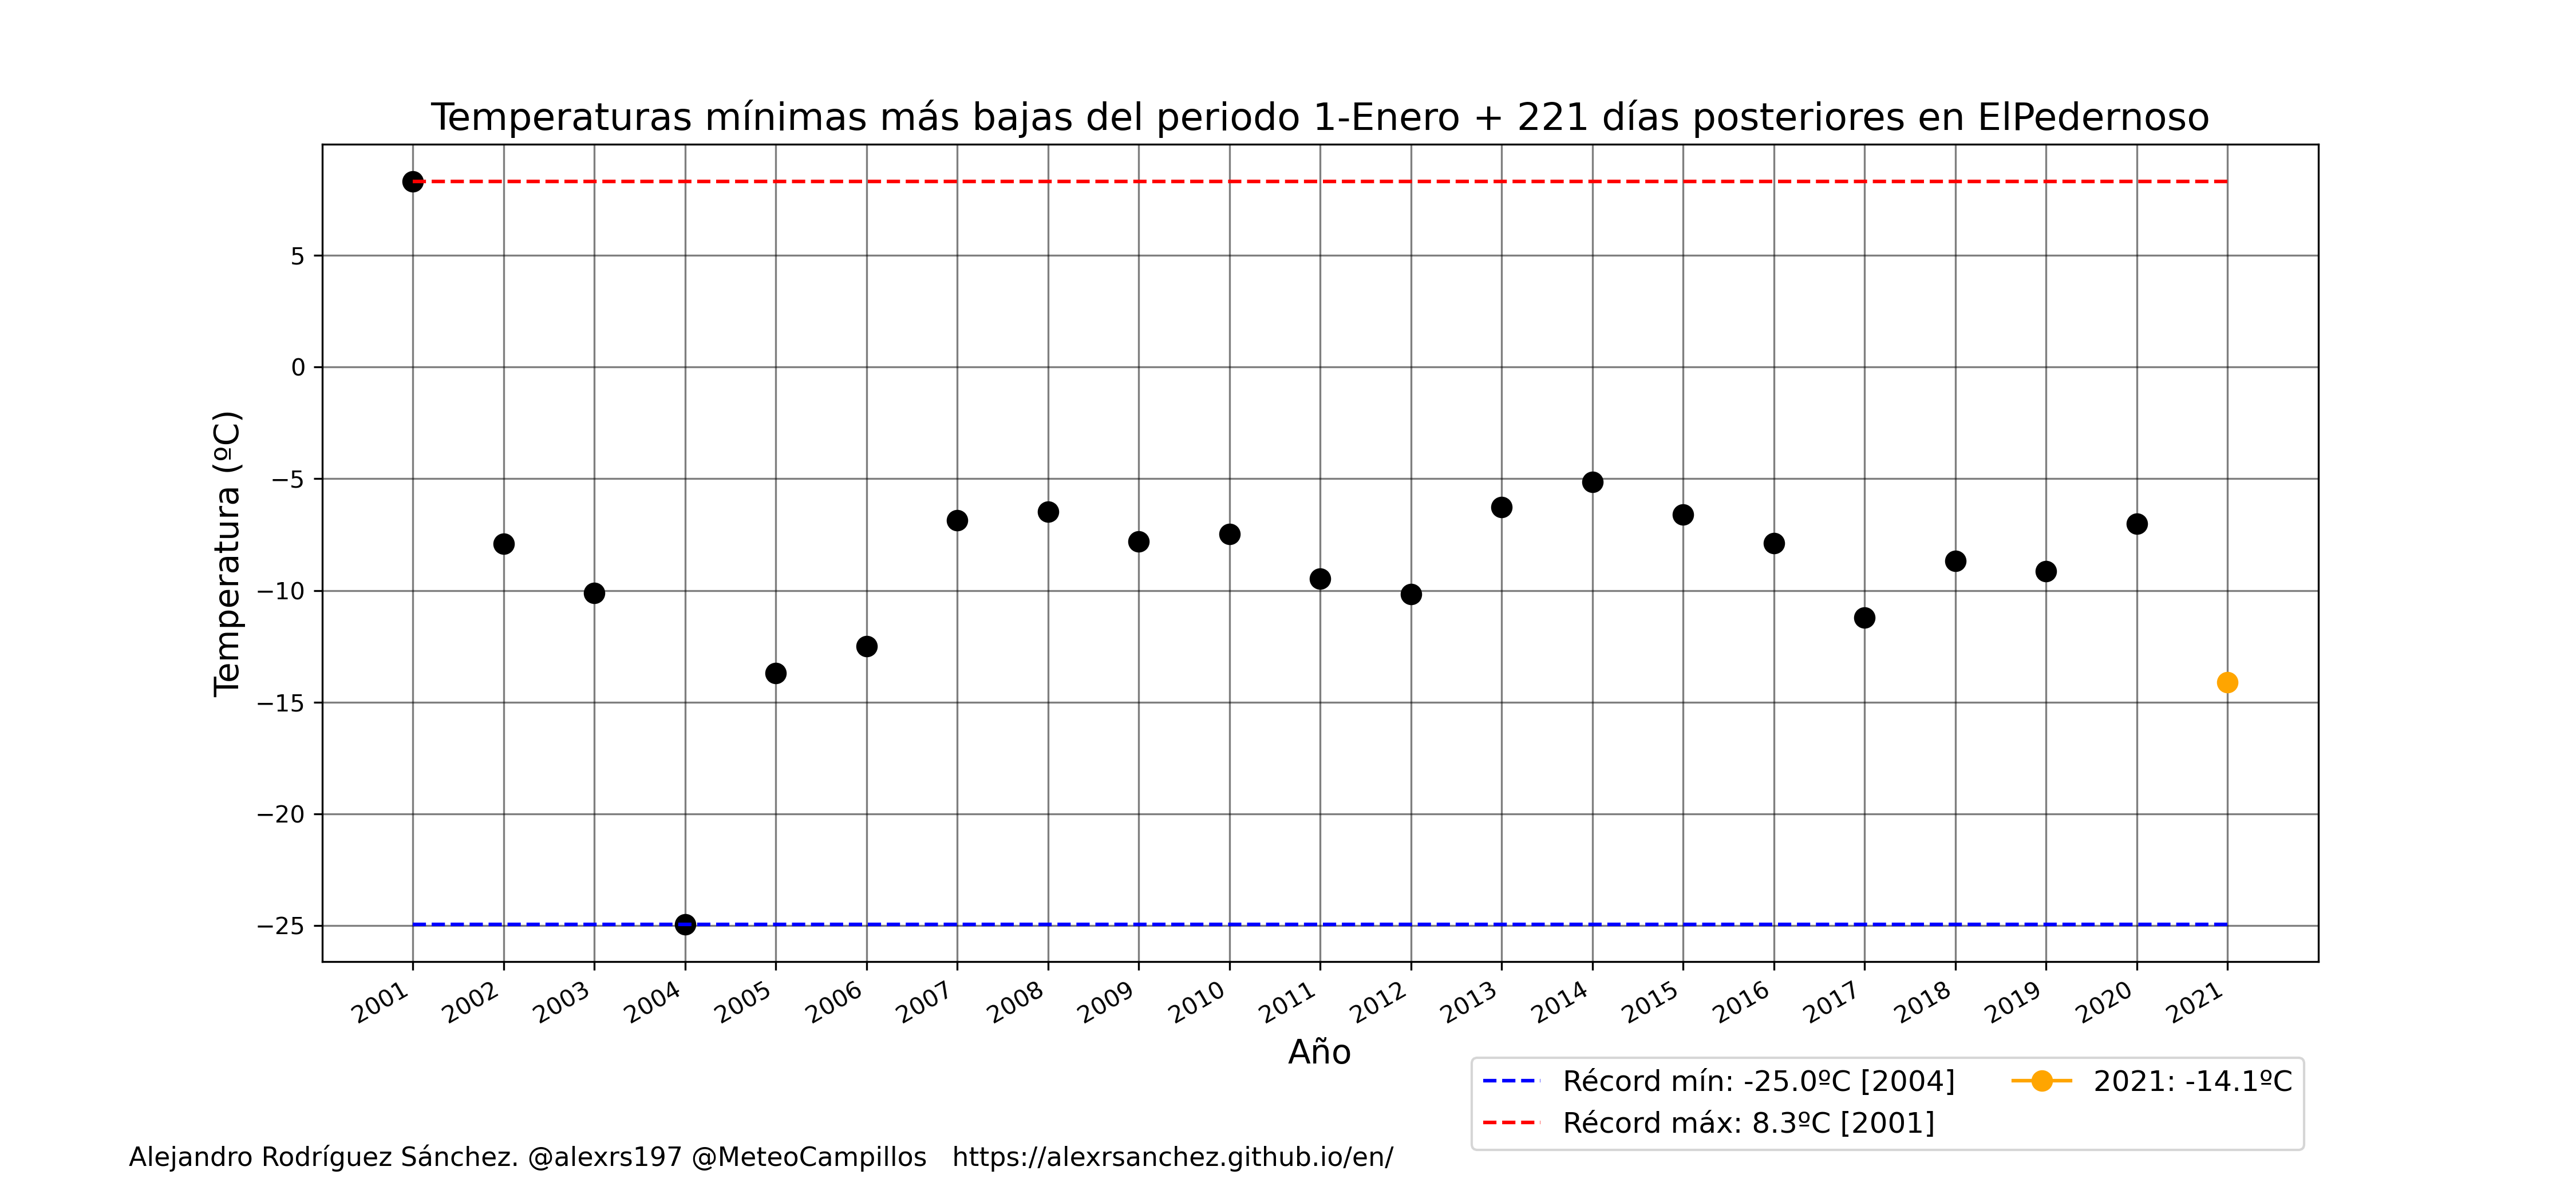 Temperaturas mínimas más bajas del periodo 1-Enero + 221 días posteriores en ElPedernoso
Temperatura (ºC)
5
0
−5
−10
−15
−20
−25
2001 2002 2003 2004 2005 2006 2007 2008 2009 2010 2011 2012 2013 2014 2015 2016 2017 2018 2019 2020 2021
Año
Récord mín: -25.0ºC [2004]
Récord máx: 8.3ºC [2001]
2021: -14.1ºC
Alejandro Rodríguez Sánchez. @alexrs197 @MeteoCampillos https://alexrsanchez.github.io/en/